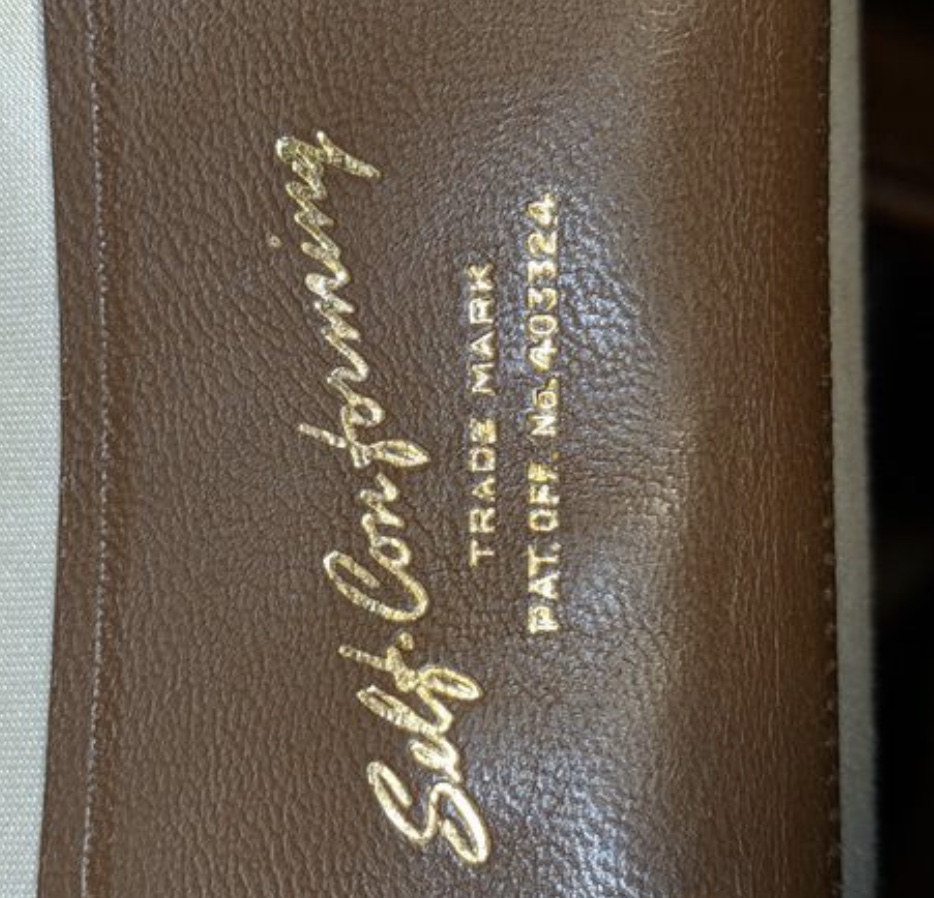 Self-Conforming
TRADE MARK
PAT. OFF. No. 403324